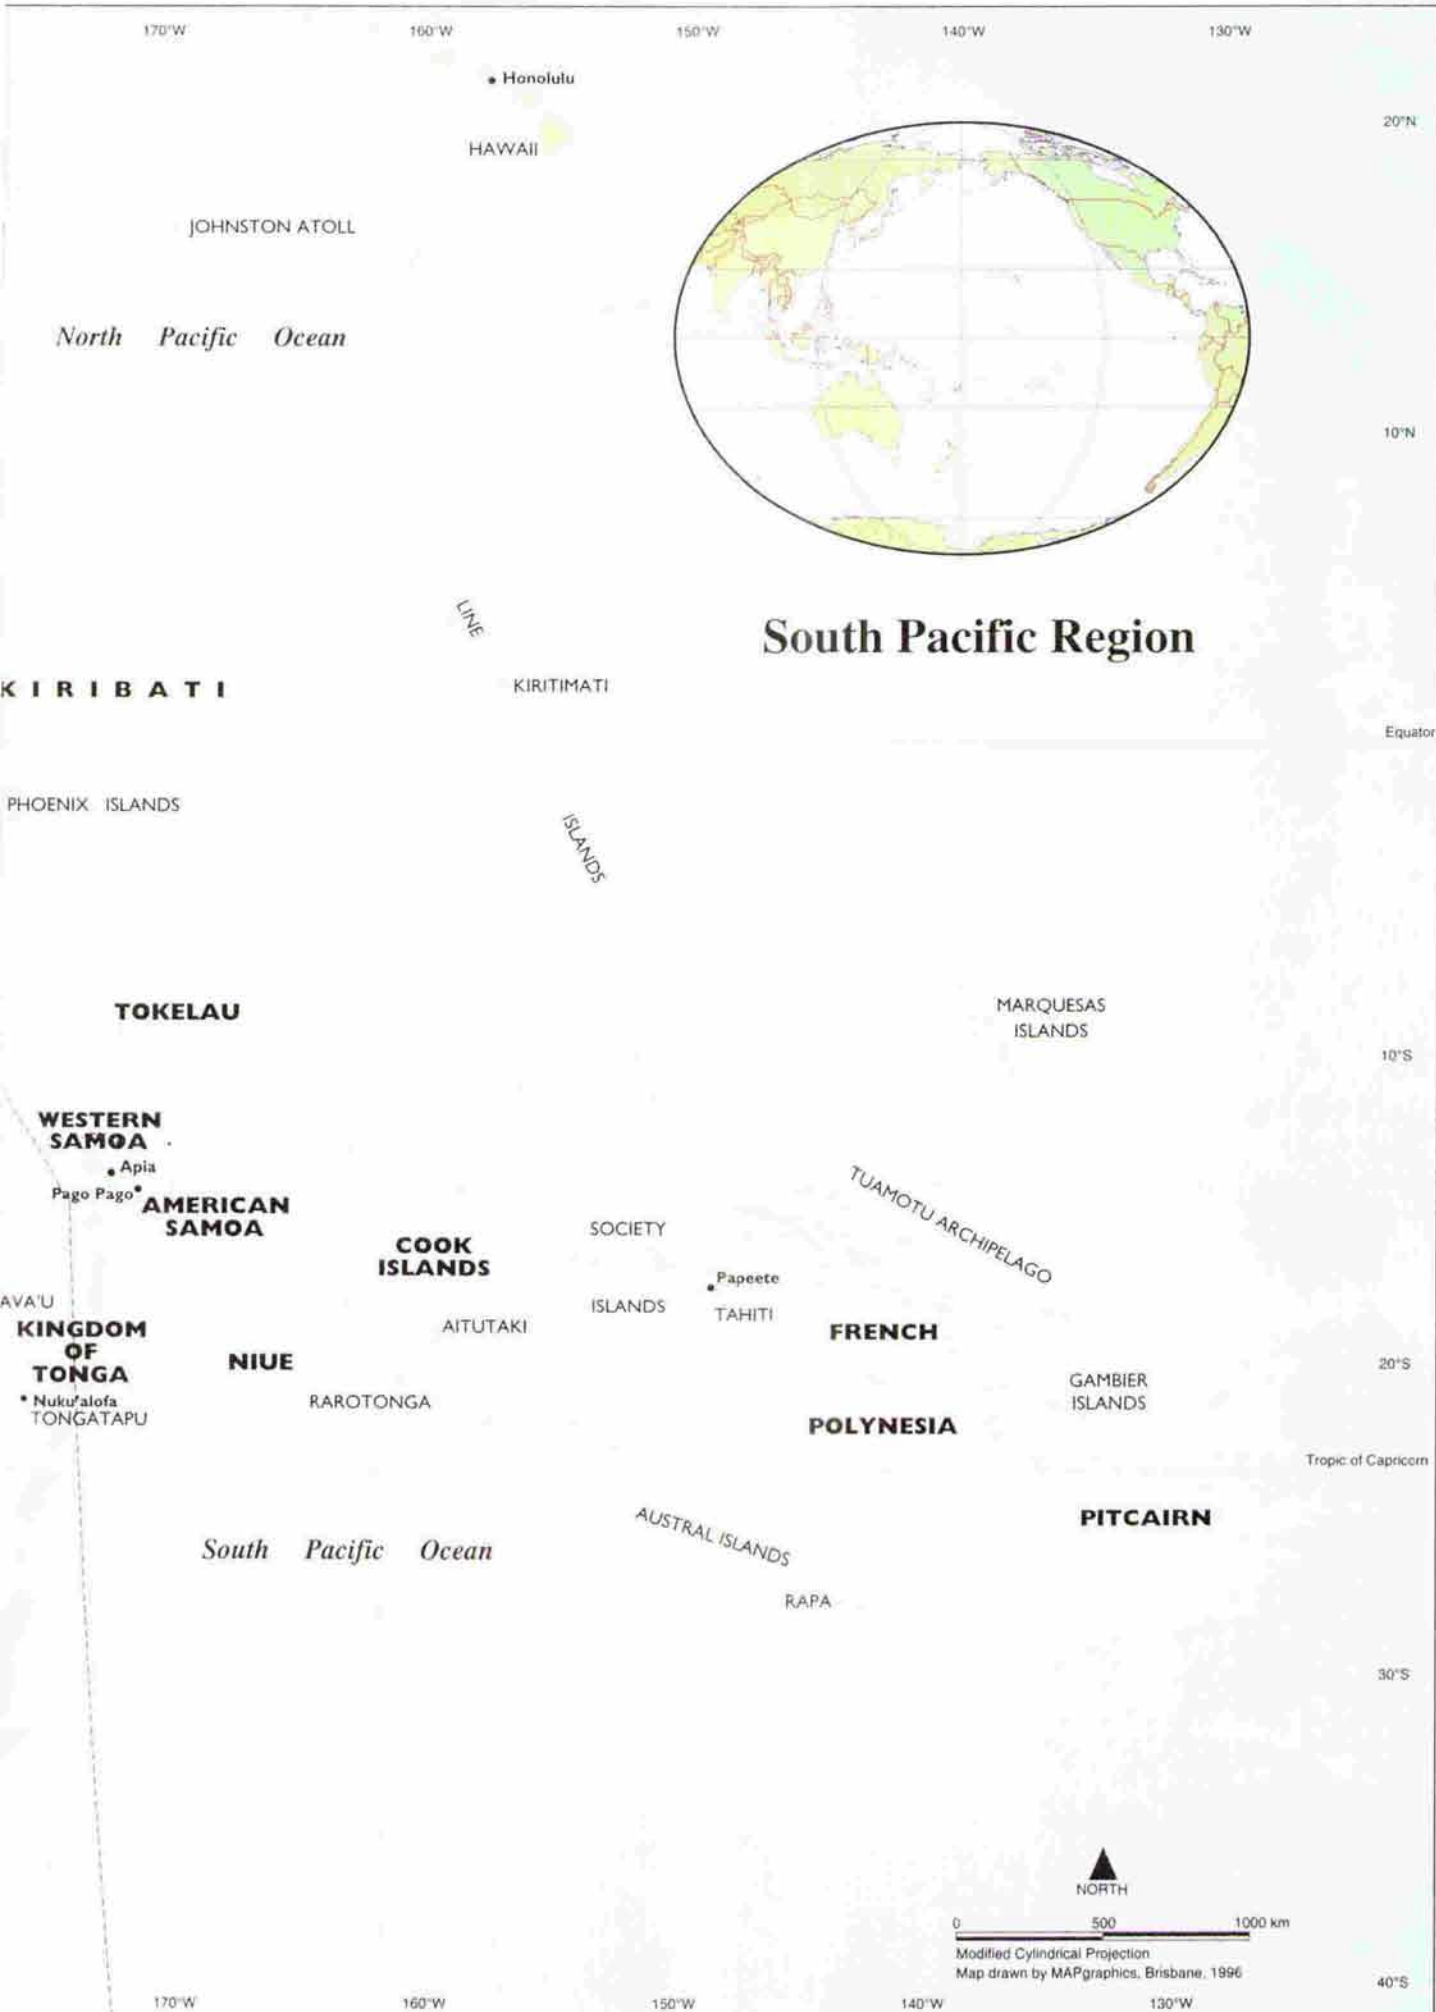 170°W 160°W 150°W 140°W 130°W
Honolulu
20°N
HAWAII
JOHNSTON ATOLL
North Pacific Ocean
10°N
LINE
South Pacific Region
KIRIBATI
KIRITIMATI
Equator
PHOENIX ISLANDS
ISLANDS
TOKELAU
MARQUESAS
ISLANDS
10°S
WESTERN
SAMOA
Apia
Pago Pago
AMERICAN
SAMOA
TUAMOTU ARCHIPELAGO
SOCIETY
COOK
ISLANDS
Papeete
AVA'U
ISLANDS
TAHITI
AITUTAKI
KINGDOM
OF
TONGA
FRENCH
NIUE
20°S
GAMBIER
ISLANDS
Nuku'alofa
TONGATAPU
RAROTONGA
POLYNESIA
Tropic of Capricorn
PITCAIRN
AUSTRAL ISLANDS
South Pacific Ocean
RAPA
30°S
NORTH
0 500 1000 km
Modified Cylindrical Projection
Map drawn by MAPgraphics, Brisbane, 1996
40°S
170°W 160°W 150°W 140°W 130°W